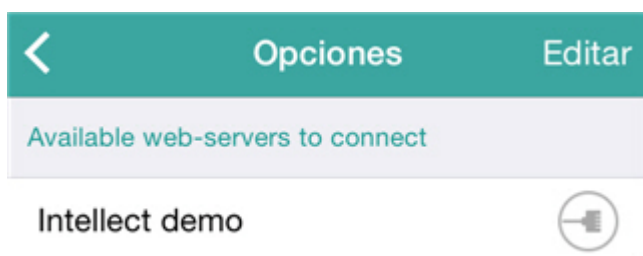 Opciones Editar
Available web-servers to connect
Intellect demo